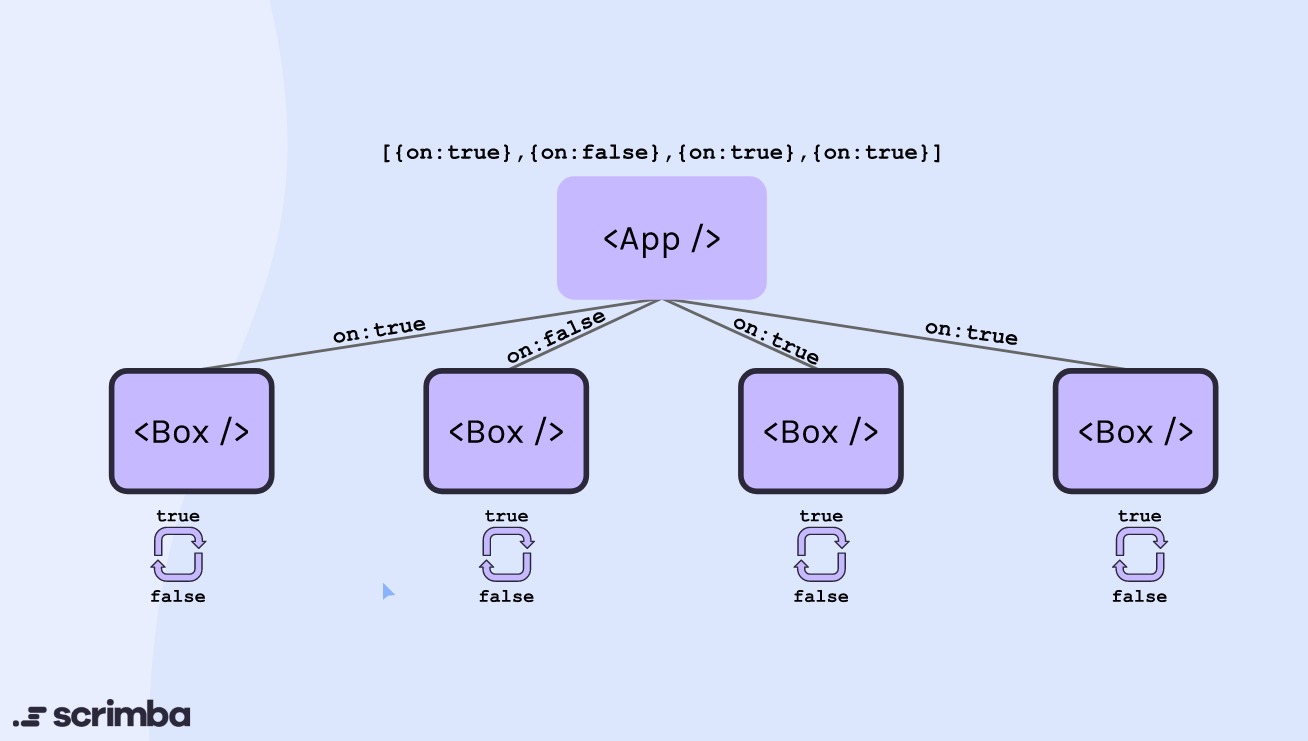 [{on:true},{on:false},{on:true},{on:true}]
<App />
on:true
on:false
on:true
on:true
<Box />
<Box />
<Box />
<Box />
true
true
true
true
false
false
false
false
scrimba